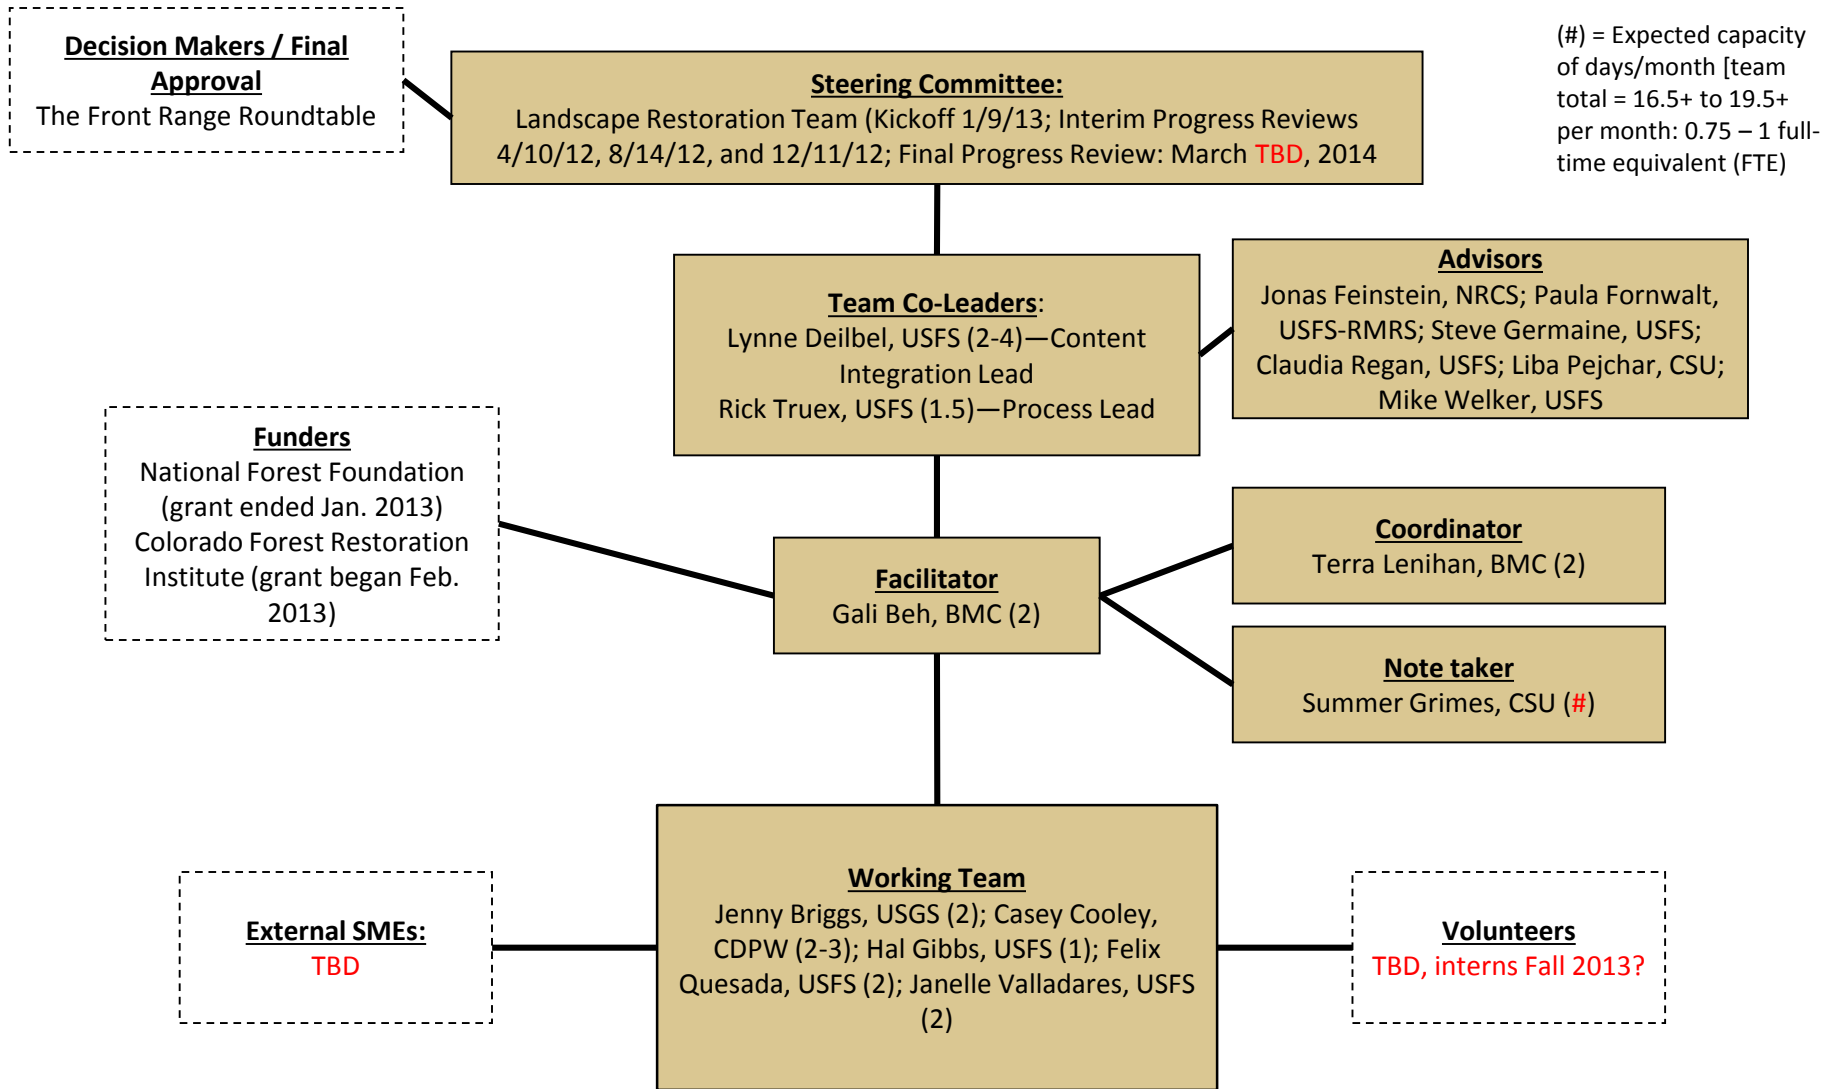 Decision Makers / Final
Approval
The Front Range Roundtable
Steering Committee:
Landscape Restoration Team (Kickoff 1/9/13; Interim Progress Reviews
4/10/12, 8/14/12, and 12/11/12; Final Progress Review: March TBD, 2014
(#) = Expected capacity
of days/month [team
total = 16.5+ to 19.5+
per month: 0.75 – 1 full-
time equivalent (FTE)
Team Co-Leaders:
Lynne Deilbel, USFS (2-4)—Content
Integration Lead
Rick Truex, USFS (1.5)—Process Lead
Advisors
Jonas Feinstein, NRCS; Paula Fornwalt,
USFS-RMRS; Steve Germaine, USFS;
Claudia Regan, USFS; Liba Pejchar, CSU;
Mike Welker, USFS
Funders
National Forest Foundation
(grant ended Jan. 2013)
Colorado Forest Restoration
Institute (grant began Feb.
2013)
Facilitator
Gali Beh, BMC (2)
Coordinator
Terra Lenihan, BMC (2)
Note taker
Summer Grimes, CSU (#)
External SMEs:
TBD
Working Team
Jenny Briggs, USGS (2); Casey Cooley,
CDPW (2-3); Hal Gibbs, USFS (1); Felix
Quesada, USFS (2); Janelle Valladares, USFS
(2)
Volunteers
TBD, interns Fall 2013?